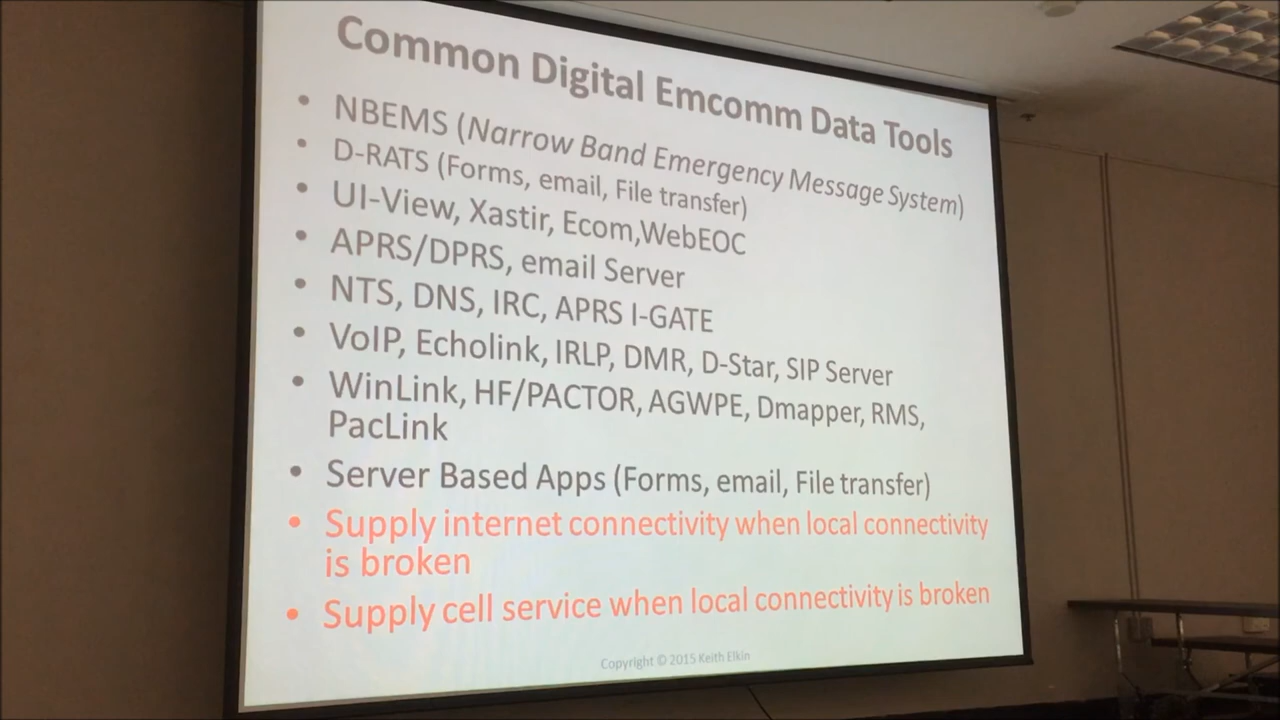 Common Digital Emcomm Data Tools
• NBEMS (Narrow Band Emergency Message System)
• D-RATS (Forms, email, File transfer)
• UI-View, Xastir, Ecom,WebEOC
• APRS/DPRS, email Server
• NTS, DNS, IRC, APRS I-GATE
• VoIP, Echolink, IRLP, DMR, D-Star, SIP Server
• WinLink, HF/PACTOR, AGWPE, Dmapper, RMS,
PacLink
• Server Based Apps (Forms, email, File transfer)
• Supply internet connectivity when local connectivity
is broken
• Supply cell service when local connectivity is broken
Copyright © 2015 Keith Elkin